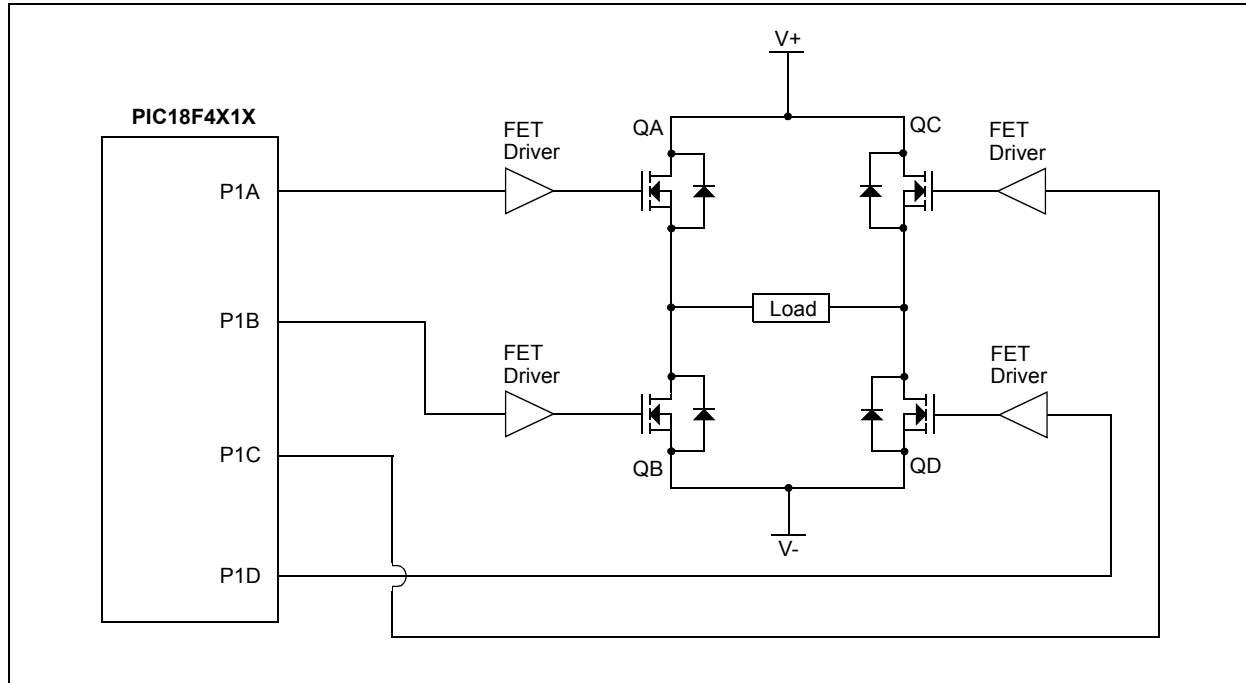 V+
PIC18F4X1X
FET
Driver
QA
QC
FET
Driver
P1A
P1B
Load
FET
Driver
FET
Driver
P1C
QB
QD
V-
P1D